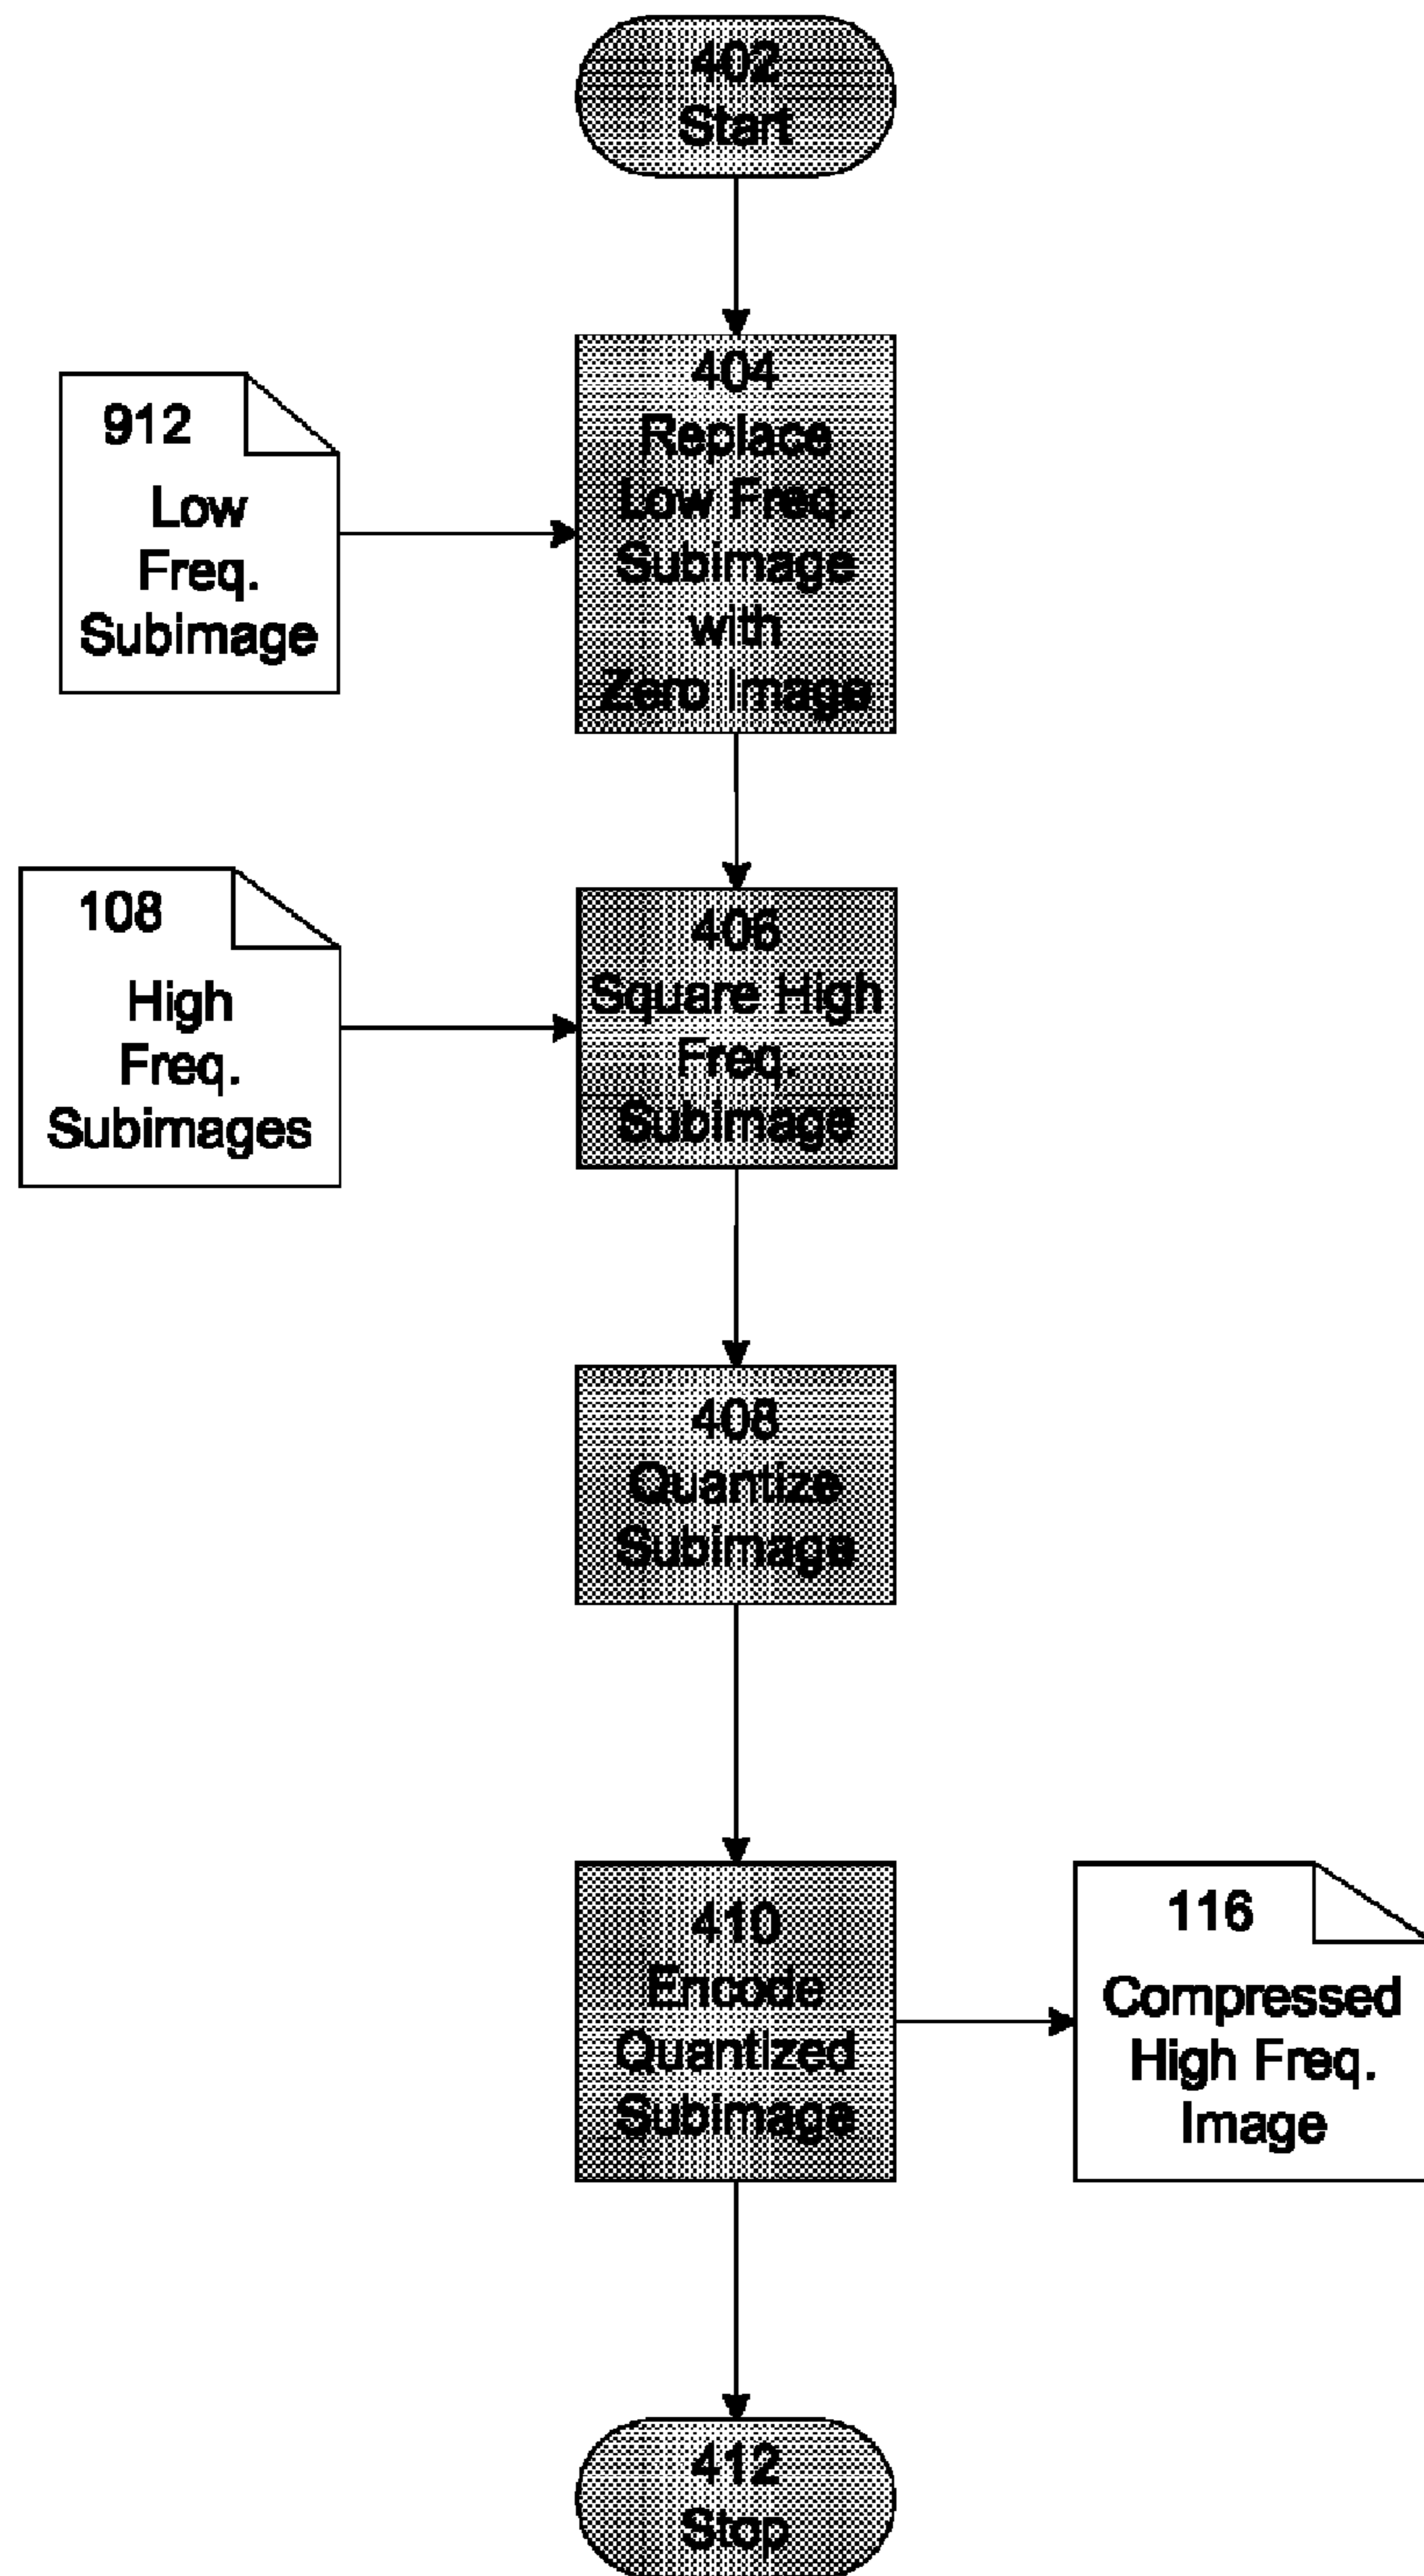 402
Start
912
Low
Freq.
Subimage
404
Replace
Low Freq.
Subimage
with
Zero Image
108
High
Freq.
Subimages
406
Square High
Freq.
Subimage
408
Quantize
Subimage
410
Encode
Quantized
Subimage
116
Compressed
High Freq.
Image
412
Stop